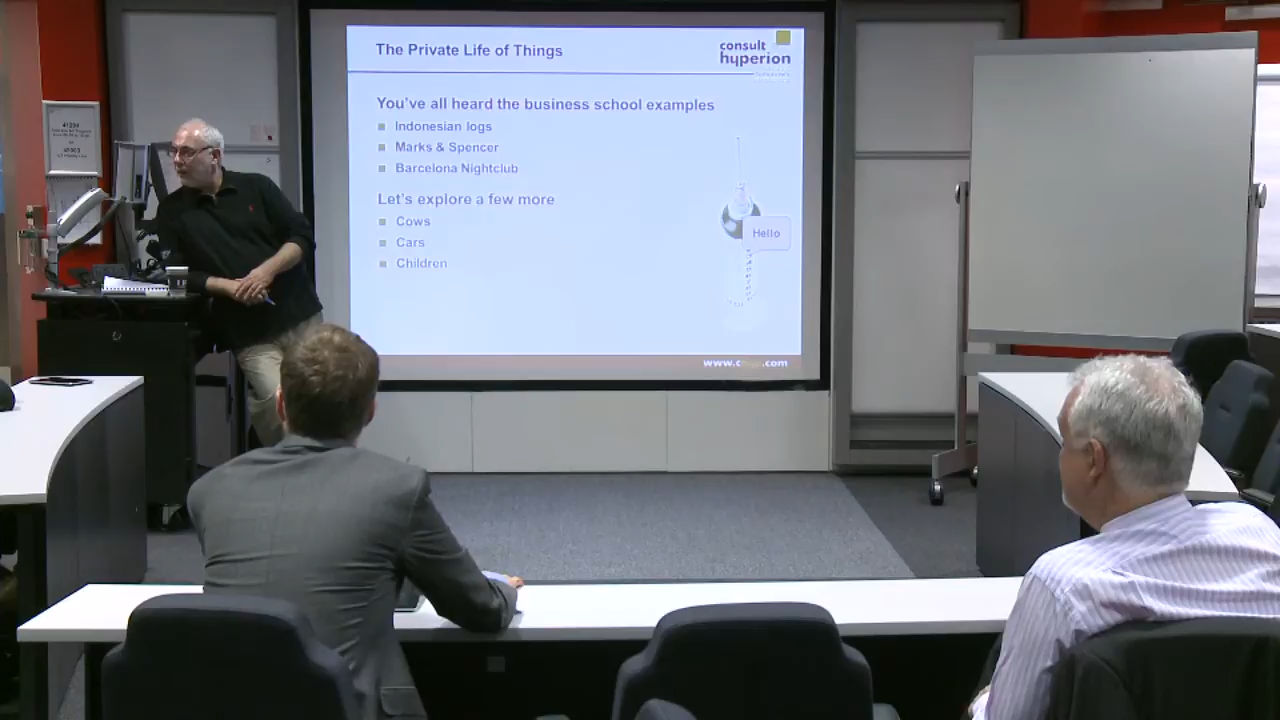 The Private Life of Things
consult
hyperion
You've all heard the business school examples
Indonesian logs
Marks & Spencer
Barcelona Nightclub
Let's explore a few more
Cows
Cars
Children
Hello